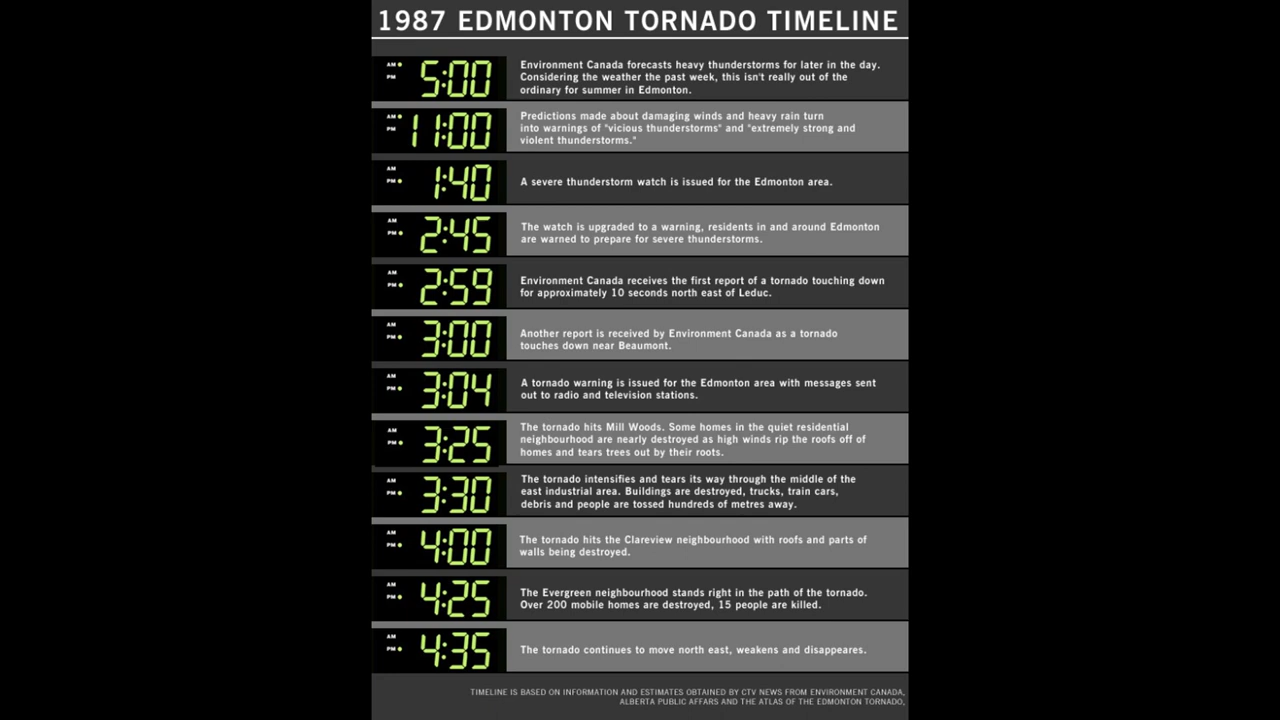 1987 EDMONTON TORNADO TIMELINE
AM
PM
5:00
Environment Canada forecasts heavy thunderstorms for later in the day.
Considering the weather the past week, this isn't really out of the
ordinary for summer in Edmonton.
AM
PM
11:00
Predictions made about damaging winds and heavy rain turn
into warnings of "vicious thunderstorms" and "extremely strong and
violent thunderstorms."
AM
PM
1:40
A severe thunderstorm watch is issued for the Edmonton area.
AM
PM
2:45
The watch is upgraded to a warning, residents in and around Edmonton
are warned to prepare for severe thunderstorms.
AM
PM
2:59
Environment Canada receives the first report of a tornado touching down
for approximately 10 seconds north east of Leduc.
AM
PM
3:00
Another report is received by Environment Canada as a tornado
touches down near Beaumont.
AM
PM
3:04
A tornado warning is issued for the Edmonton area with messages sent
out to radio and television stations.
AM
PM
3:25
The tornado hits Mill Woods. Some homes in the quiet residential
neighbourhood are nearly destroyed as high winds rip the roofs off of
homes and tears trees out by their roots.
AM
PM
3:30
The tornado intensifies and tears its way through the middle of the
east industrial area. Buildings are destroyed, trucks, train cars,
debris and people are tossed hundreds of metres away.
AM
PM
4:00
The tornado hits the Clareview neighbourhood with roofs and parts of
walls being destroyed.
AM
PM
4:25
The Evergreen neighbourhood stands right in the path of the tornado.
Over 200 mobile homes are destroyed, 15 people are killed.
AM
PM
4:35
The tornado continues to move north east, weakens and disappeares.
TIMELINE IS BASED ON INFORMATION AND ESTIMATES OBTAINED BY CTV NEWS FROM ENVIRONMENT CANADA,
ALBERTA PUBLIC AFFARS AND THE ATLAS OF THE EDMONTON TORNADO,